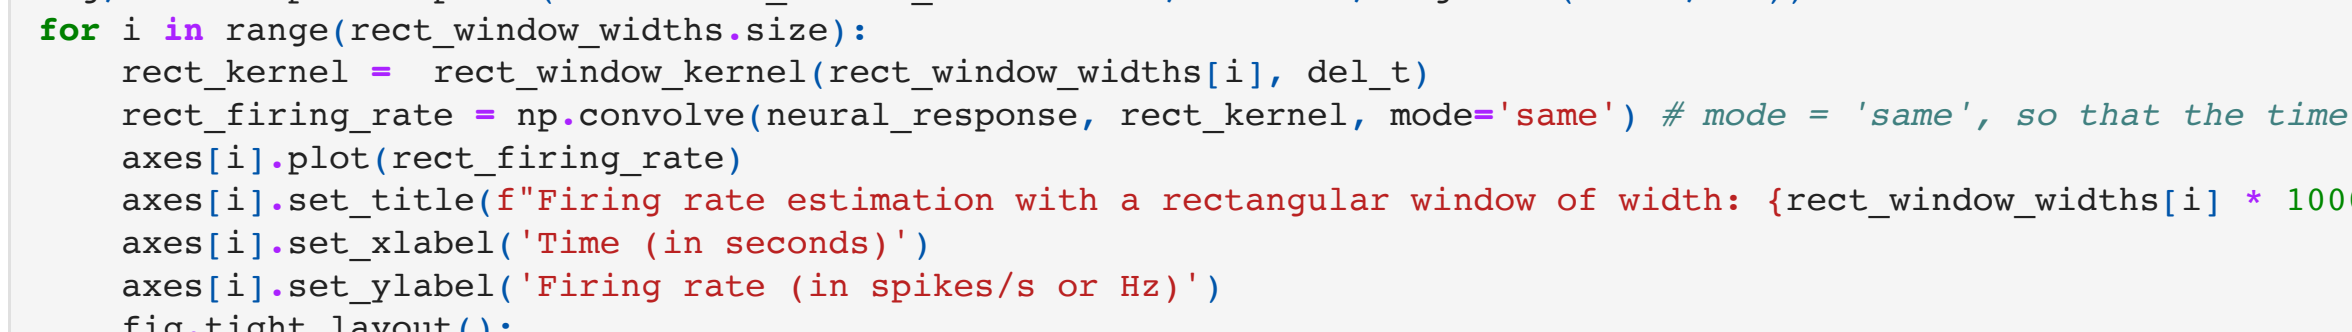 for i in range(rect_window_widths.size):
    rect_kernel =  rect_window_kernel(rect_window_widths[i], del_t)
    rect_firing_rate = np.convolve(neural_response, rect_kernel, mode='same') # mode = 'same', so that the time
    axes[i].plot(rect_firing_rate)
    axes[i].set_title(f"Firing rate estimation with a rectangular window of width: {rect_window_widths[i] * 100
    axes[i].set_xlabel('Time (in seconds)')
    axes[i].set_ylabel('Firing rate (in spikes/s or Hz)')
    fig.tight_layout();